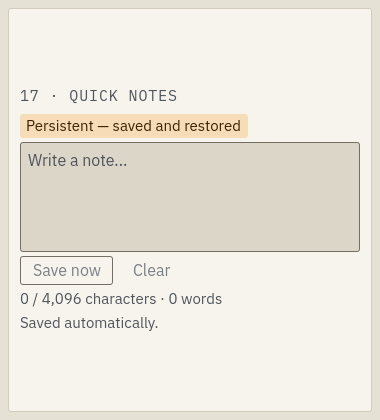 17 · QUICK NOTES
Persistent — saved and restored
Write a note...
Save now Clear
0 / 4,096 characters · 0 words
Saved automatically.